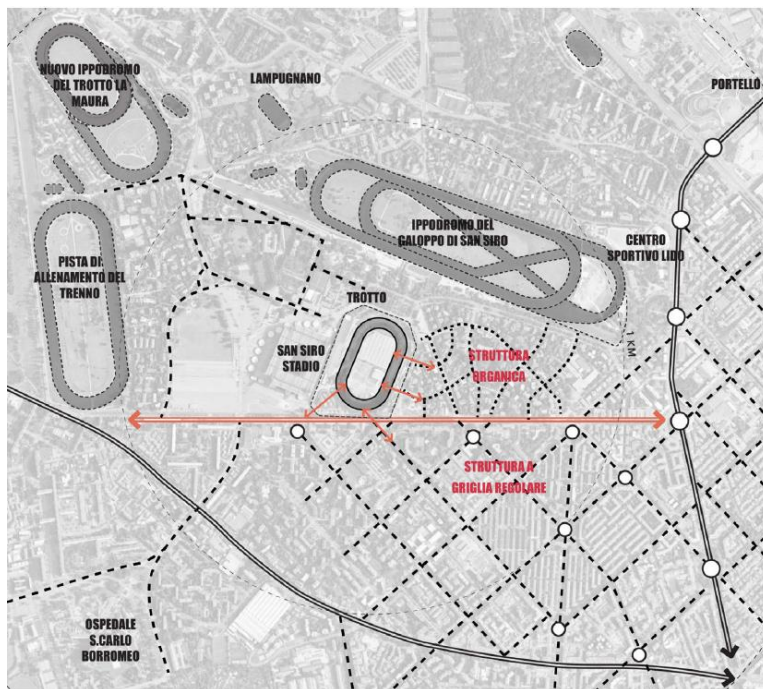 NUOVO IPPODROMO
DEL TROTTO LA
MAURA
LAMPUGNANO
PORTELLO
PISTA DI
ALLENAMENTO DEL
TRENNO
IPPODROMO DEL
GALOPPO DI SAN SIRO
CENTRO
SPORTIVO LIDO
TROTTO
1 KM
SAN SIRO
STADIO
STRUTTURA
ORGANICA
STRUTTURA A
GRIGLIA REGOLARE
OSPEDALE
S.CARLO
BORROMEO